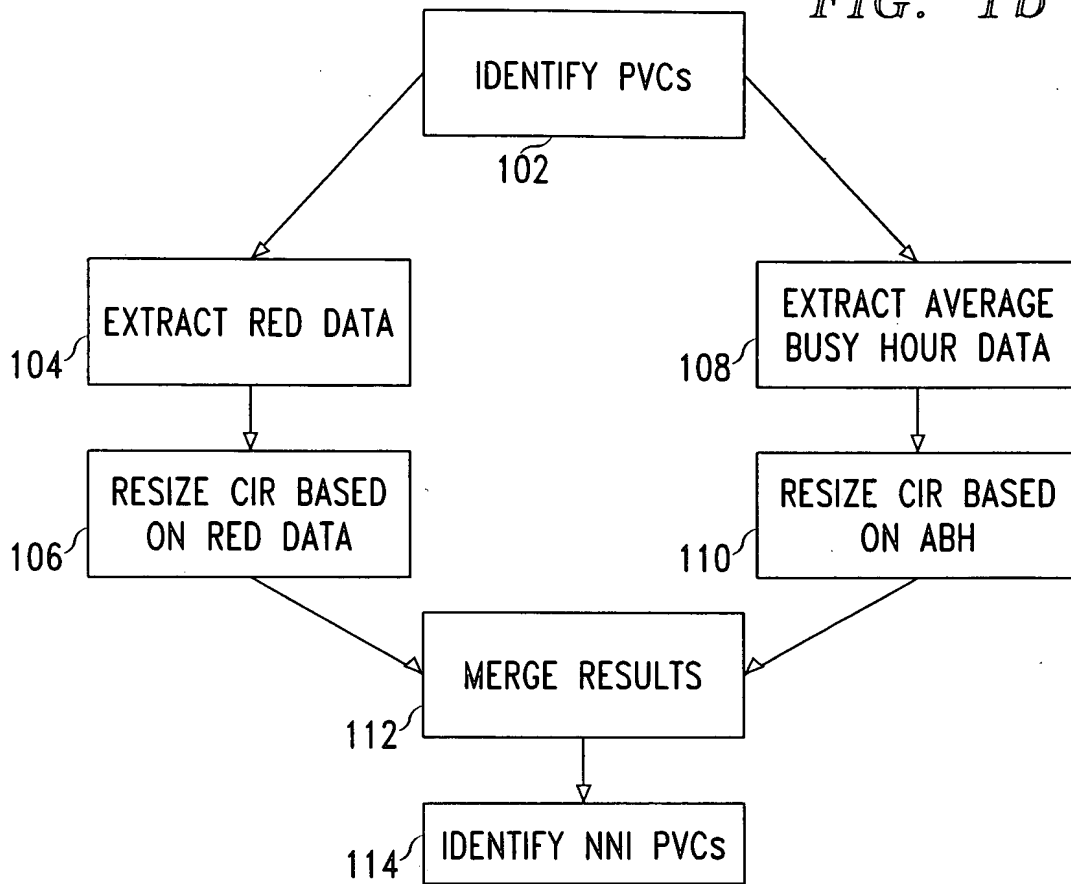 FIG. 1b
IDENTIFY PVCs
102
EXTRACT RED DATA
104
EXTRACT AVERAGE
BUSY HOUR DATA
108
RESIZE CIR BASED
ON RED DATA
106
RESIZE CIR BASED
ON ABH
110
MERGE RESULTS
112
IDENTIFY NNI PVCs
114